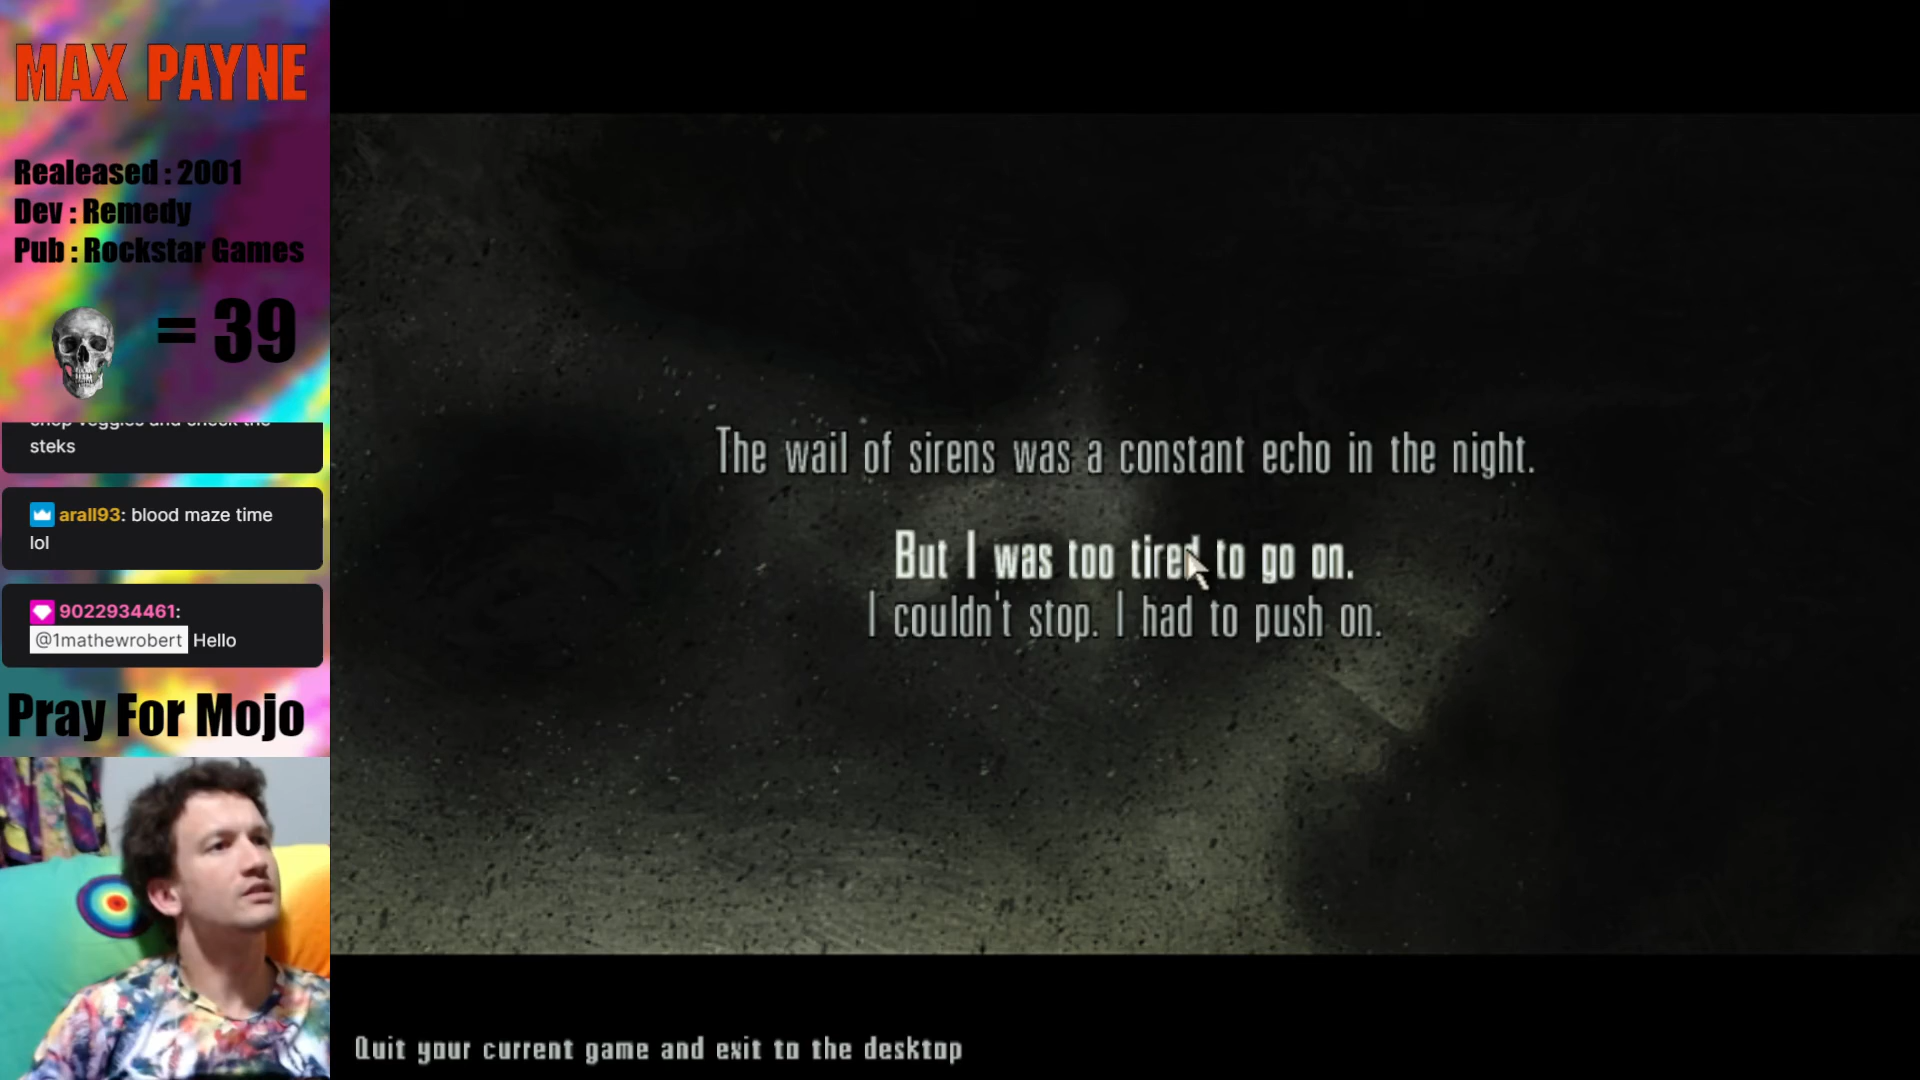 MAX PAYNE
Realeased : 2001
Dev : Remedy
Pub : Rockstar Games
= 39
steks
arall93: blood maze time
lol
9022934461:
@1mathewrobert Hello
Pray For Mojo
The wail of sirens was a constant echo in the night.
But I was too tired to go on.
I couldn't stop. I had to push on.
Quit your current game and exit to the desktop